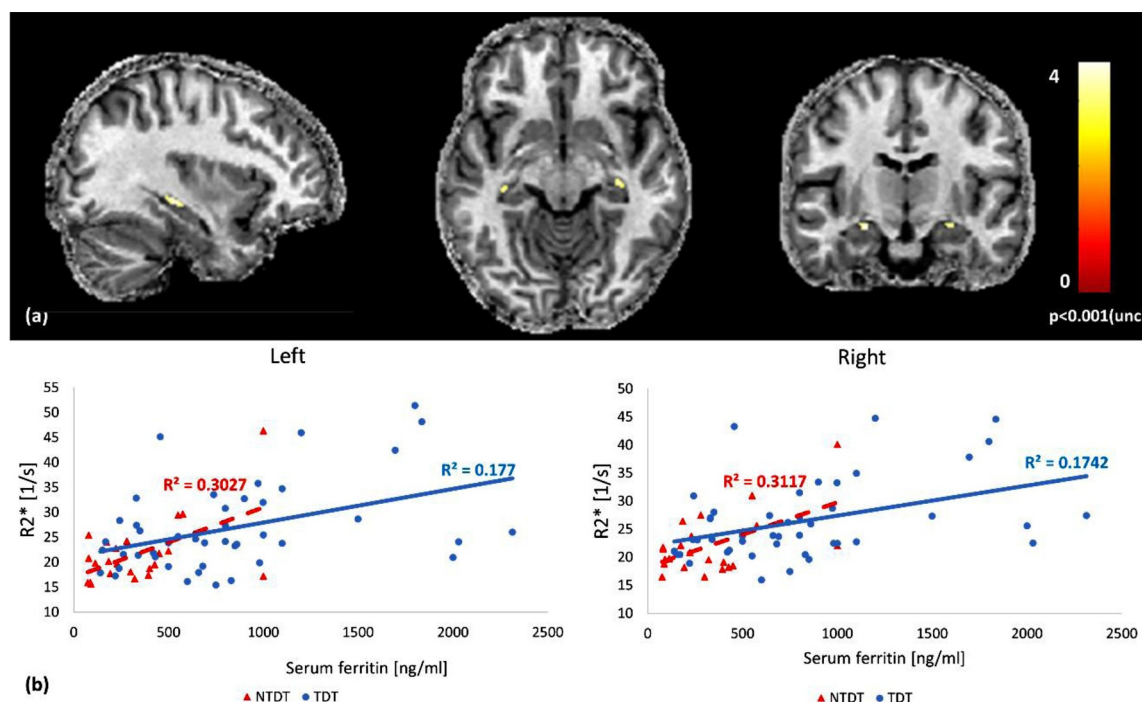 4
0
(a)
p<0.001(unc
Left
Right
R2* [1/s]
55
50
45
40
35
30
25
20
15
10
R² = 0.3027
R² = 0.177
0
500
1000
1500
2000
2500
Serum ferritin [ng/ml]
NTDT
TDT
R2* [1/s]
50
45
40
35
30
25
20
15
10
R² = 0.3117
R² = 0.1742
0
500
1000
1500
2000
2500
Serum ferritin [ng/ml]
NTDT
TDT
(b)